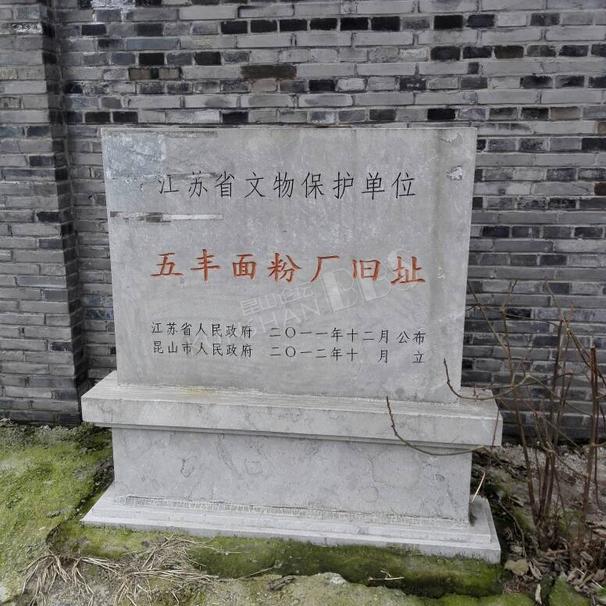 江苏省文物保护单位
五丰面粉厂旧址
江苏省人民政府 二〇一一年十二月 公布
昆山市人民政府 二〇一二年十 月 立